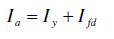 I_a = I_y + I_fd